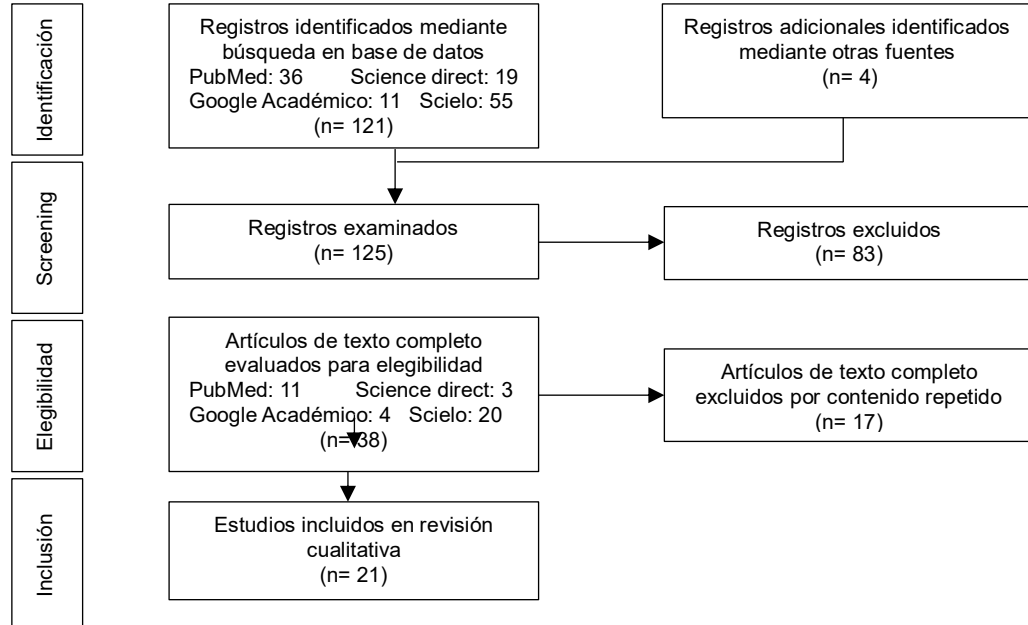 Identificación
Registros identificados mediante
búsqueda en base de datos
PubMed: 36 Science direct: 19
Google Académico: 11 Scielo: 55
(n= 121)
Registros adicionales identificados
mediante otras fuentes
(n= 4)
Screening
Registros examinados
(n= 125)
Registros excluidos
(n= 83)
Elegibilidad
Artículos de texto completo
evaluados para elegibilidad
PubMed: 11 Science direct: 3
Google Académico: 4 Scielo: 20
(n= 38)
Artículos de texto completo
excluidos por contenido repetido
(n= 17)
Inclusión
Estudios incluidos en revisión
cualitativa
(n= 21)